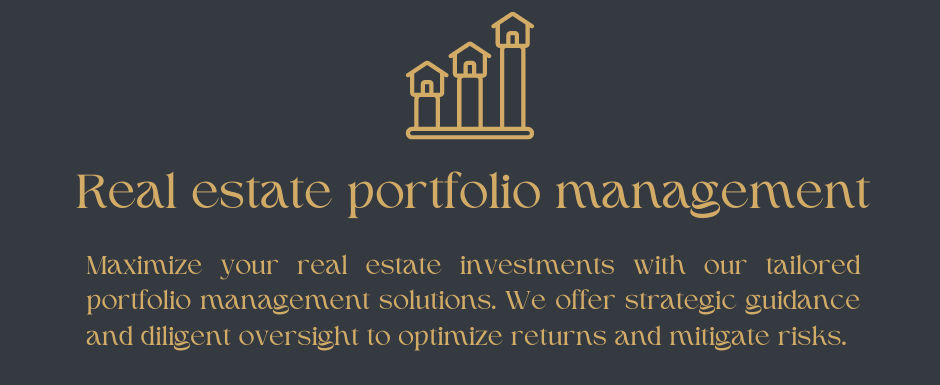 Real estate portfolio management
Maximize your real estate investments with our tailored
portfolio management solutions. We offer strategic guidance
and diligent oversight to optimize returns and mitigate risks.